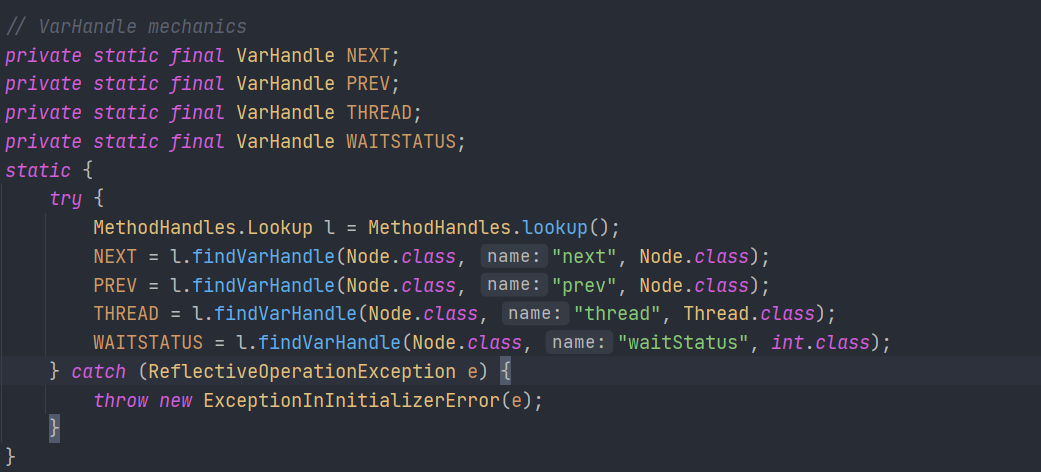 // VarHandle mechanics
private static final VarHandle NEXT;
private static final VarHandle PREV;
private static final VarHandle THREAD;
private static final VarHandle WAITSTATUS;
static {
    try {
        MethodHandles.Lookup l = MethodHandles.lookup();
        NEXT = l.findVarHandle(Node.class, name: "next", Node.class);
        PREV = l.findVarHandle(Node.class, name: "prev", Node.class);
        THREAD = l.findVarHandle(Node.class, name: "thread", Thread.class);
        WAITSTATUS = l.findVarHandle(Node.class, name: "waitStatus", int.class);
    } catch (ReflectiveOperationException e) {
        throw new ExceptionInInitializerError(e);
    }
}